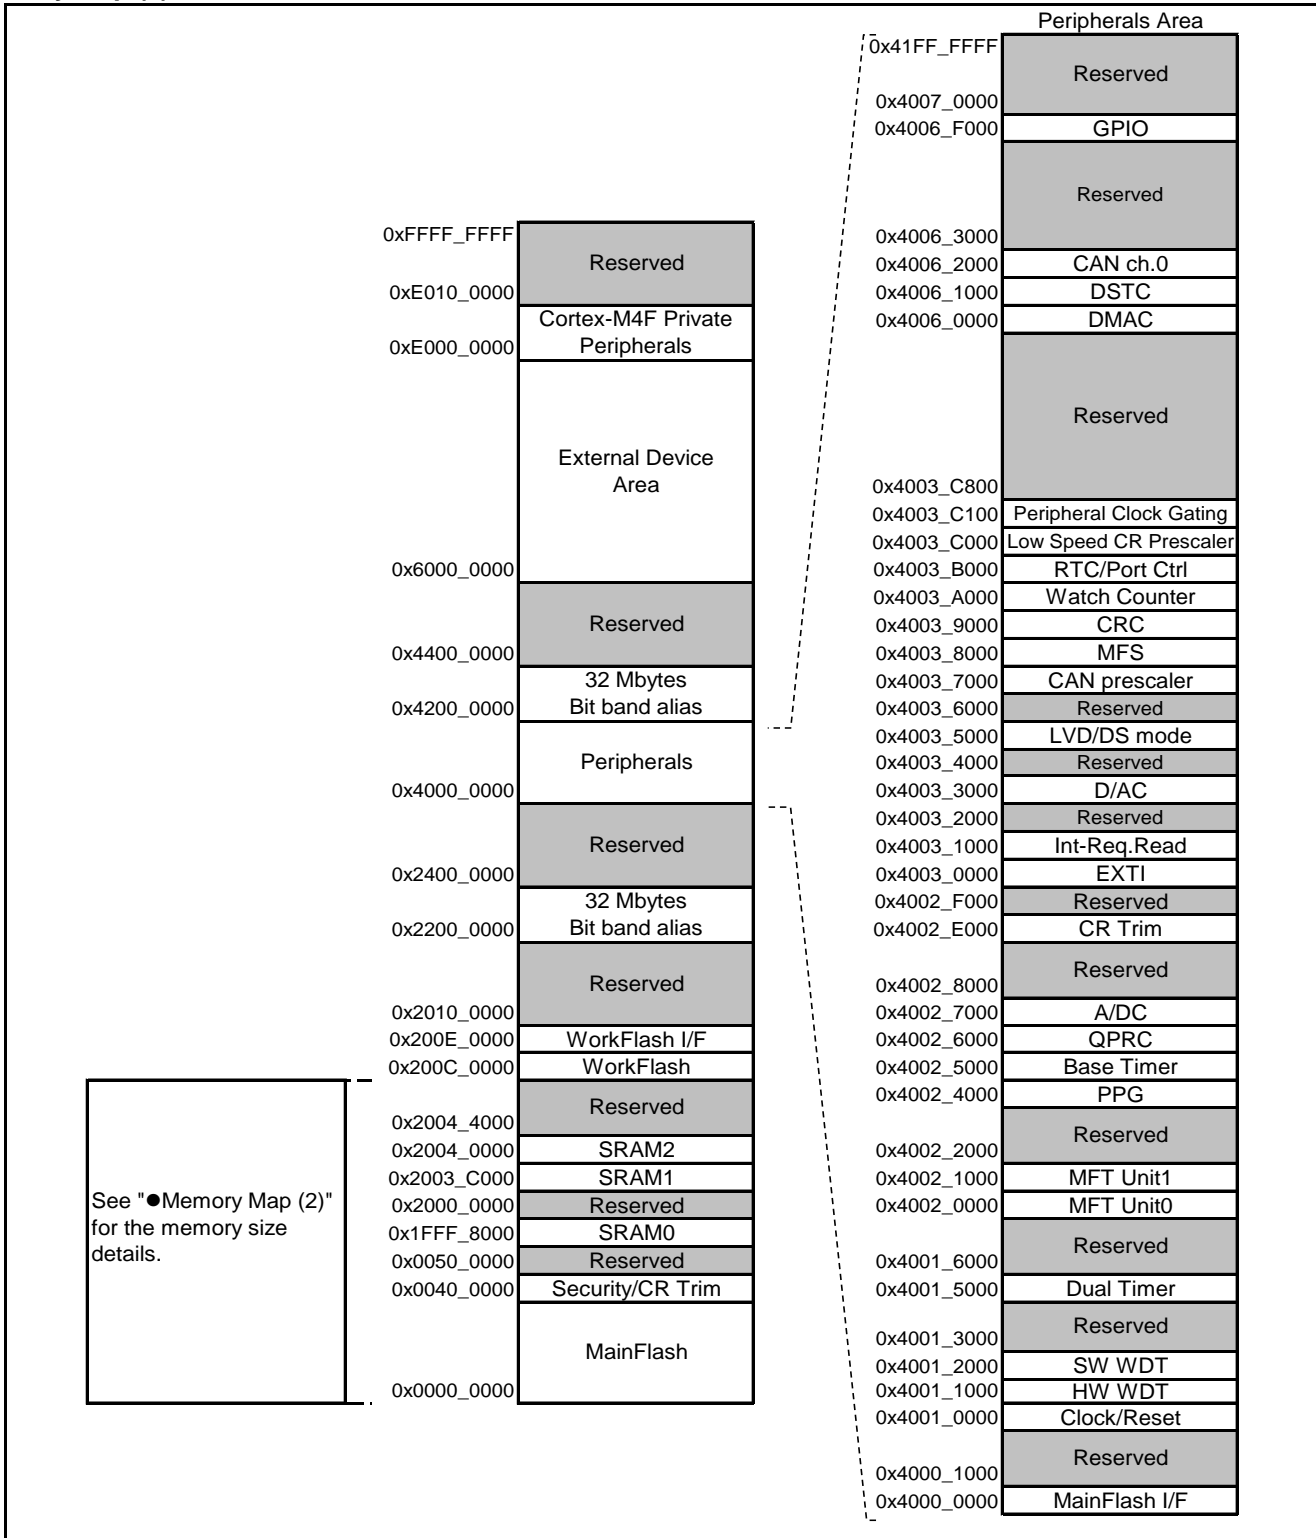 0xFFFF_FFFF
Reserved
0xE010_0000
Cortex-M4F Private
0xE000_0000 Peripherals
External Device
Area
0x6000_0000
Reserved
0x4400_0000
32 Mbytes
0x4200_0000 Bit band alias
Peripherals
0x4000_0000
Reserved
0x2400_0000
32 Mbytes
0x2200_0000 Bit band alias
Reserved
0x2010_0000
0x200E_0000 WorkFlash I/F
0x200C_0000 WorkFlash
Reserved
0x2004_4000
0x2004_0000 SRAM2
0x2003_C000 SRAM1
0x2000_0000 Reserved
0x1FFF_8000 SRAM0
0x0050_0000 Reserved
0x0040_0000 Security/CR Trim
MainFlash
0x0000_0000
See "●Memory Map (2)"
for the memory size
details.
Peripherals Area
0x41FF_FFFF
Reserved
0x4007_0000
0x4006_F000 GPIO
Reserved
0x4006_3000
0x4006_2000 CAN ch.0
0x4006_1000 DSTC
0x4006_0000 DMAC
Reserved
0x4003_C800
0x4003_C100 Peripheral Clock Gating
0x4003_C000 Low Speed CR Prescaler
0x4003_B000 RTC/Port Ctrl
0x4003_A000 Watch Counter
0x4003_9000 CRC
0x4003_8000 MFS
0x4003_7000 CAN prescaler
0x4003_6000 Reserved
0x4003_5000 LVD/DS mode
0x4003_4000 Reserved
0x4003_3000 D/AC
0x4003_2000 Reserved
0x4003_1000 Int-Req.Read
0x4003_0000 EXTI
0x4002_F000 Reserved
0x4002_E000 CR Trim
Reserved
0x4002_8000
0x4002_7000 A/DC
0x4002_6000 QPRC
0x4002_5000 Base Timer
0x4002_4000 PPG
Reserved
0x4002_2000
0x4002_1000 MFT Unit1
0x4002_0000 MFT Unit0
Reserved
0x4001_6000
0x4001_5000 Dual Timer
Reserved
0x4001_3000
0x4001_2000 SW WDT
0x4001_1000 HW WDT
0x4001_0000 Clock/Reset
Reserved
0x4000_1000
0x4000_0000 MainFlash I/F